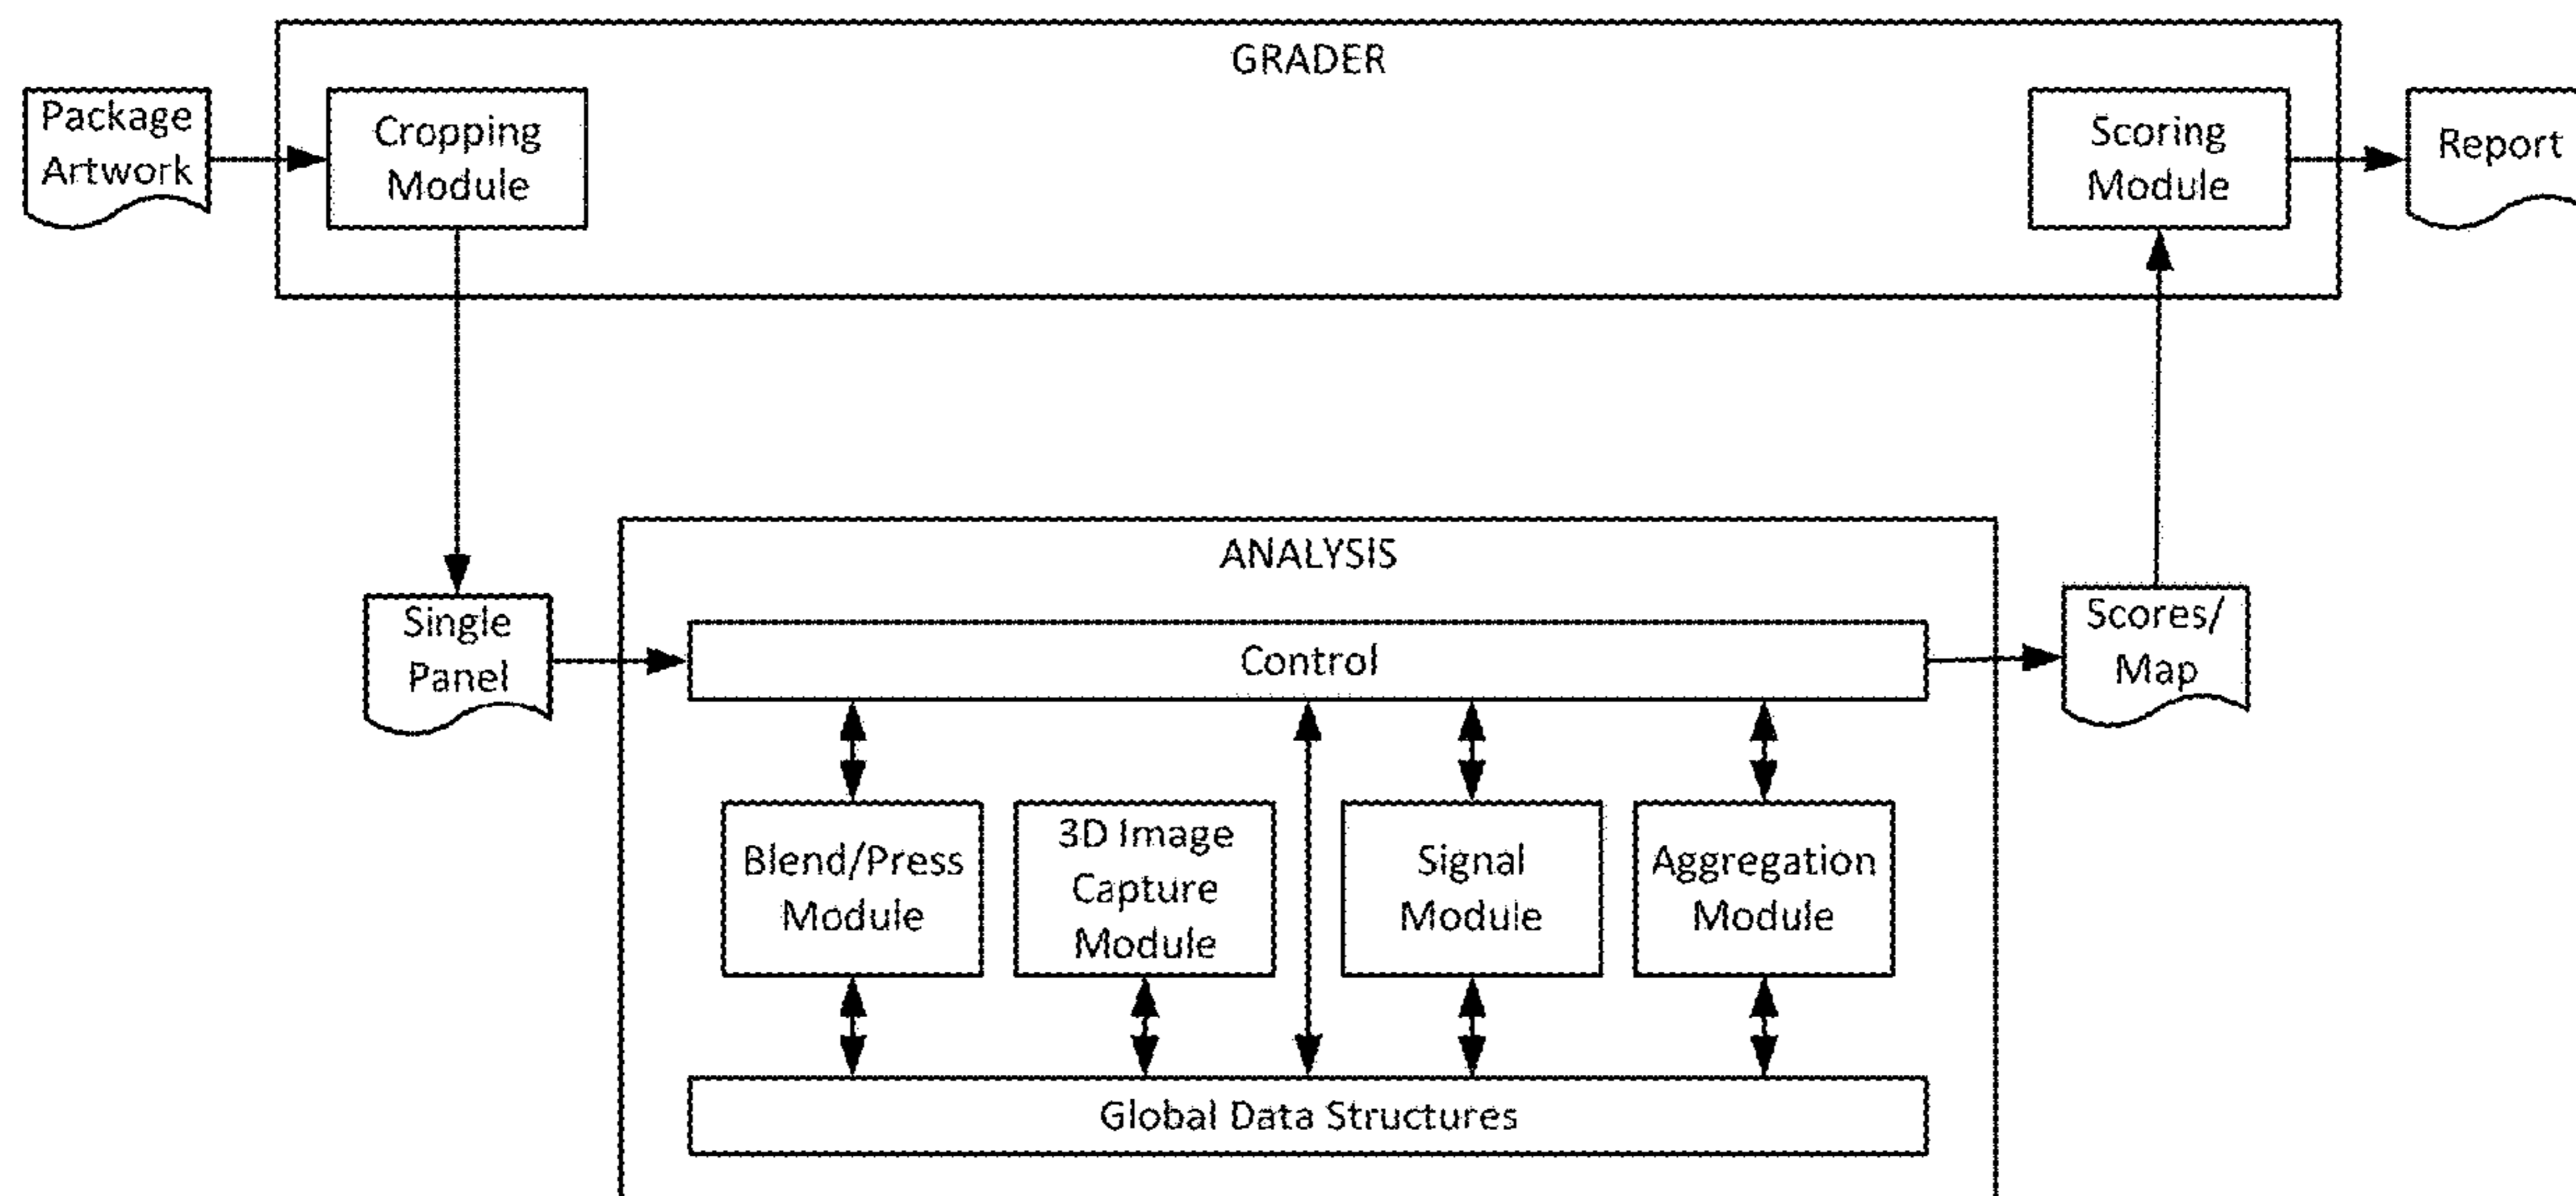 GRADER
Package
Artwork
Cropping
Module
Scoring
Module
Report
ANALYSIS
Single
Panel
Control
Scores/
Map
Blend/Press
Module
3D Image
Capture
Module
Signal
Module
Aggregation
Module
Global Data Structures